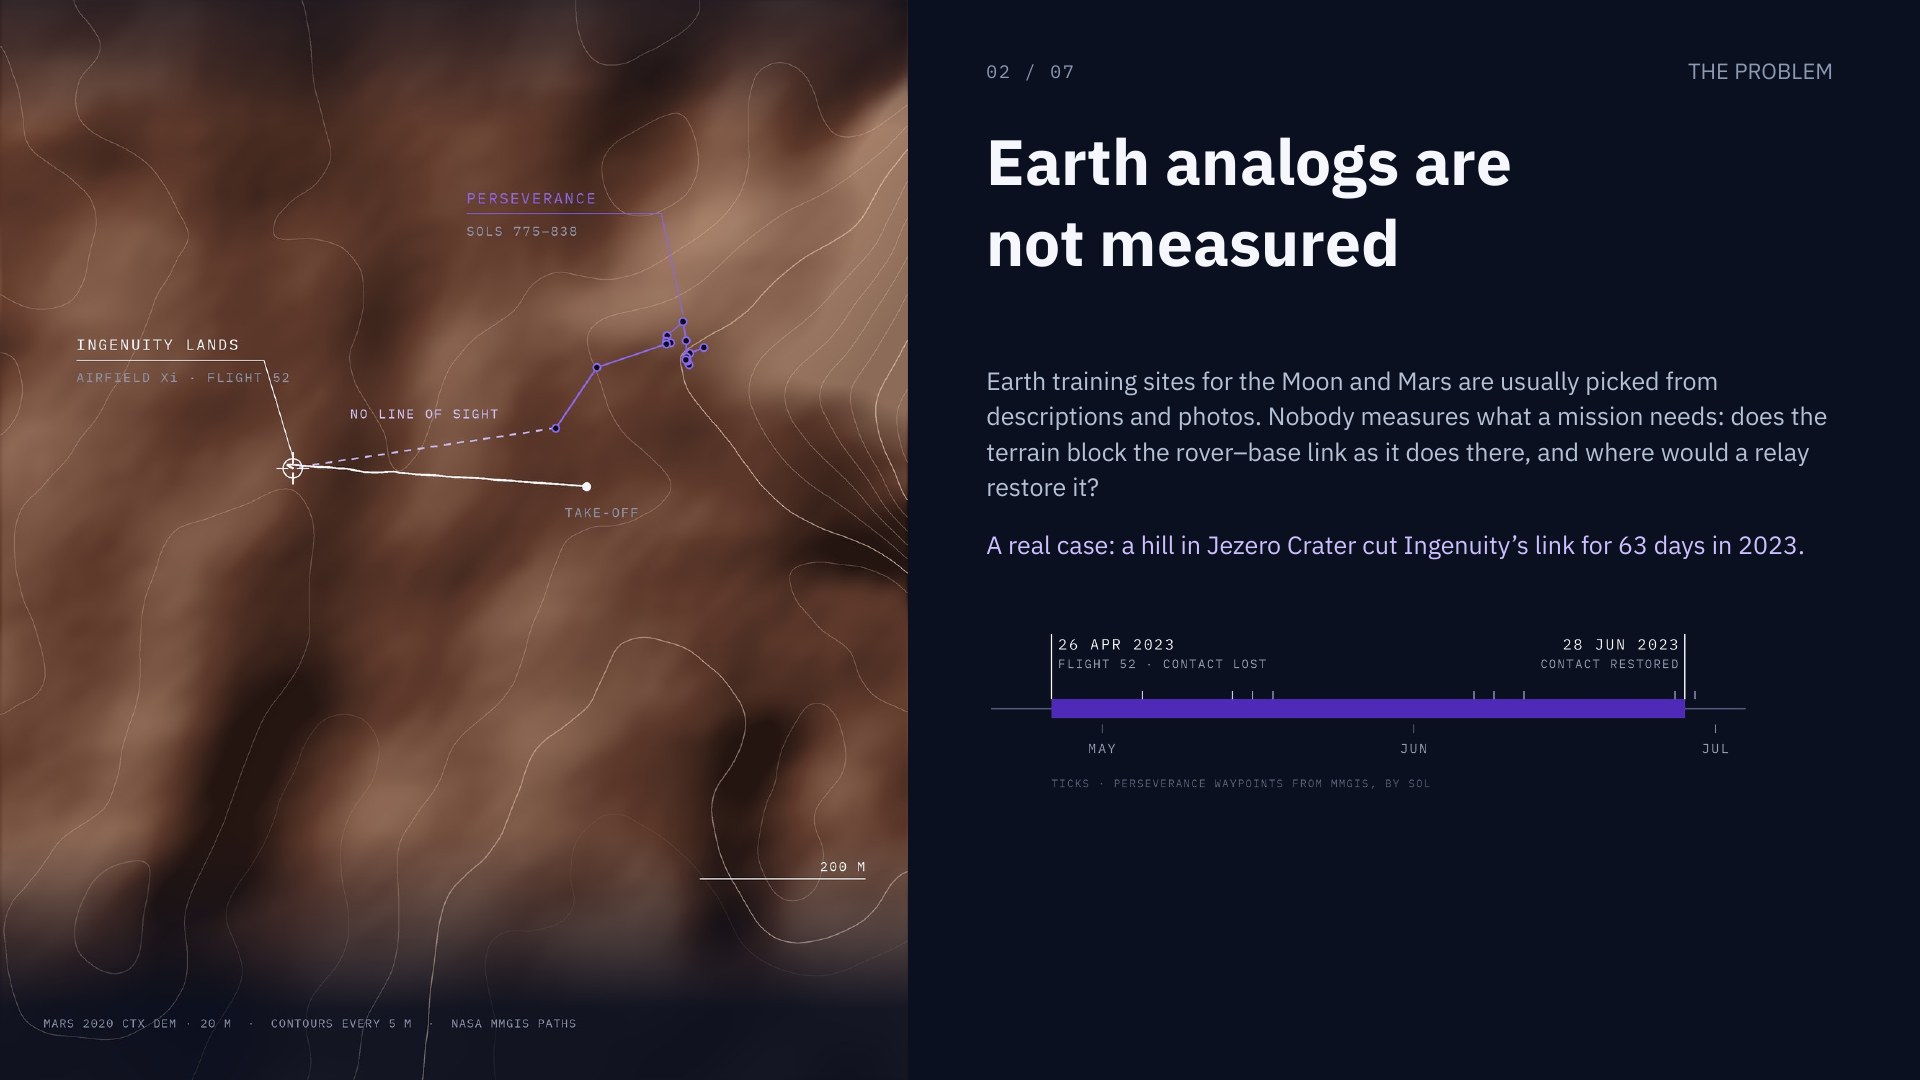 02 / 07
THE PROBLEM
Earth analogs are
not measured
Earth training sites for the Moon and Mars are usually picked from
descriptions and photos. Nobody measures what a mission needs: does the
terrain block the rover–base link as it does there, and where would a relay
restore it?
A real case: a hill in Jezero Crater cut Ingenuity’s link for 63 days in 2023.
26 APR 2023
FLIGHT 52 · CONTACT LOST
28 JUN 2023
CONTACT RESTORED
MAY
JUN
JUL
TICKS · PERSEVERANCE WAYPOINTS FROM MMGIS, BY SOL
PERSEVERANCE
SOLS 775–838
INGENUITY LANDS
AIRFIELD Xi · FLIGHT 52
NO LINE OF SIGHT
TAKE-OFF
200 M
MARS 2020 CTX DEM · 20 M · CONTOURS EVERY 5 M · NASA MMGIS PATHS